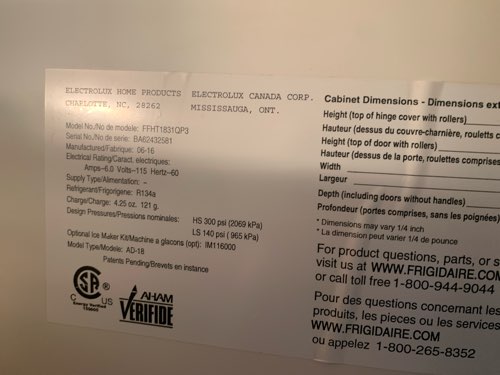 ELECTROLUX HOME PRODUCTS ELECTROLUX CANADA CORP.
CHARLOTTE, NC, 28262 MISSISSAUGA, ONT.
Model No./No de modele: FFHT1831QP3
Serial No./No de serie: BA62432581
Manufactured/Fabrique: 06-16
Electrical Rating/Caract, electriques:
Amps–6.0 Volts–115 Hertz–60
Supply Type/Alimentation: –
Refrigerant/Frigorigene: R134a
Charge/Charge: 4.25 oz. 121 g.
Design Pressures/Pressions nominales: HS 300 psi (2069 kPa)
LS 140 psi ( 965 kPa)
Optional Ice Maker Kit/Machine a glacons (opt): IM116000
Model Type/Modele: AD-18
Patents Pending/Brevets en instance
SA ®
C US
Energy Verified
AHAM
VERIFIDE
Cabinet Dimensions - Dimensions ext
Height (top of hinge cover with rollers)
Hauteur (dessus du couvre-charnière, roulettes c
Height (top of door with rollers)
Hauteur (dessus de la porte, roulettes comprises
Width
Largeur
Depth (including doors without handles)
Profondeur (portes comprises, sans les poignées)
* Dimensions may vary 1/4 inch
* La dimension peut varier 1/4 de pounce
For product questions, parts, or s
visit us at WWW.FRIGIDAIRE.COM
or call toll free 1-800-944-9044
Pour des questions concernant les
produits, les pieces ou les services
WWW.FRIGIDAIRE.COM
ou appelez 1-800-265-8352